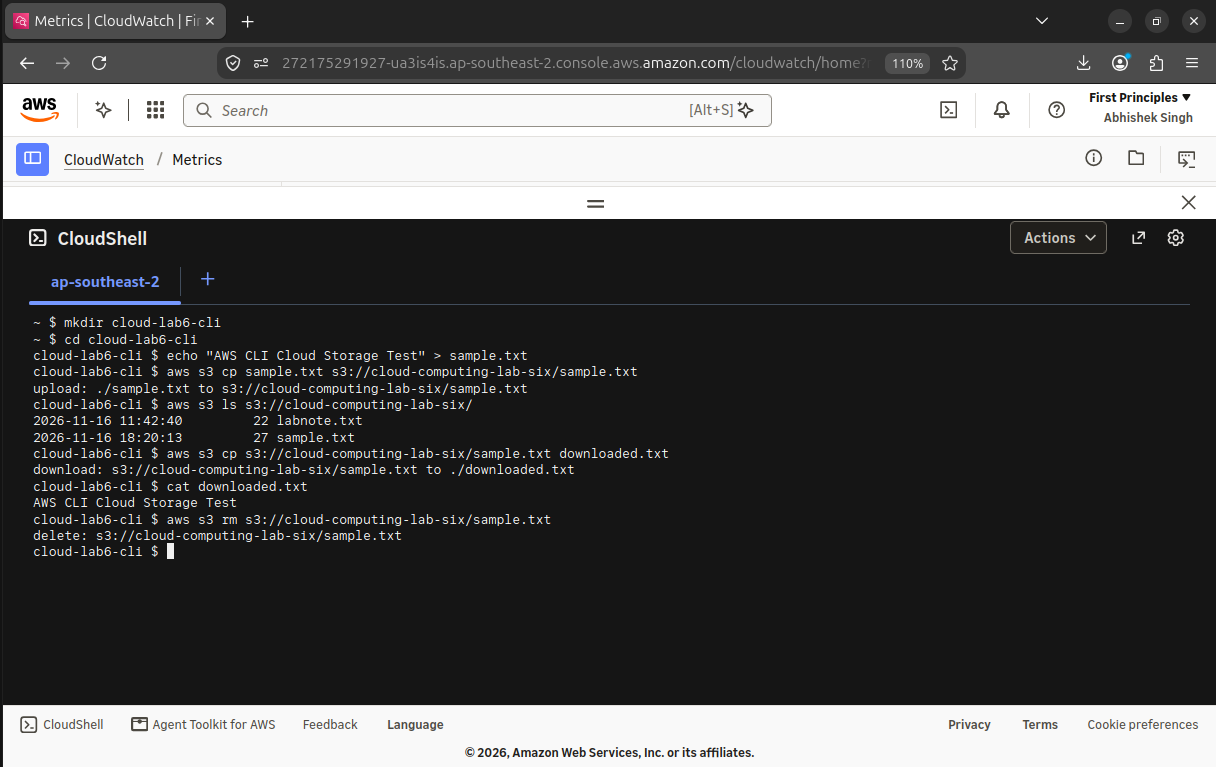 Metrics | CloudWatch | Fir
272175291927-ua3is4is.ap-southeast-2.console.aws.amazon.com/cloudwatch/home?
110%
aws
Search
[Alt+S]
First Principles ▼
Abhishek Singh
CloudWatch / Metrics
CloudShell
Actions
ap-southeast-2
~ $ mkdir cloud-lab6-cli
~ $ cd cloud-lab6-cli
cloud-lab6-cli $ echo "AWS CLI Cloud Storage Test" > sample.txt
cloud-lab6-cli $ aws s3 cp sample.txt s3://cloud-computing-lab-six/sample.txt
upload: ./sample.txt to s3://cloud-computing-lab-six/sample.txt
cloud-lab6-cli $ aws s3 ls s3://cloud-computing-lab-six/
2026-11-16 11:42:40         22 labnote.txt
2026-11-16 18:20:13         27 sample.txt
cloud-lab6-cli $ aws s3 cp s3://cloud-computing-lab-six/sample.txt downloaded.txt
download: s3://cloud-computing-lab-six/sample.txt to ./downloaded.txt
cloud-lab6-cli $ cat downloaded.txt
AWS CLI Cloud Storage Test
cloud-lab6-cli $ aws s3 rm s3://cloud-computing-lab-six/sample.txt
delete: s3://cloud-computing-lab-six/sample.txt
cloud-lab6-cli $
CloudShell Agent Toolkit for AWS Feedback Language Privacy Terms Cookie preferences
© 2026, Amazon Web Services, Inc. or its affiliates.